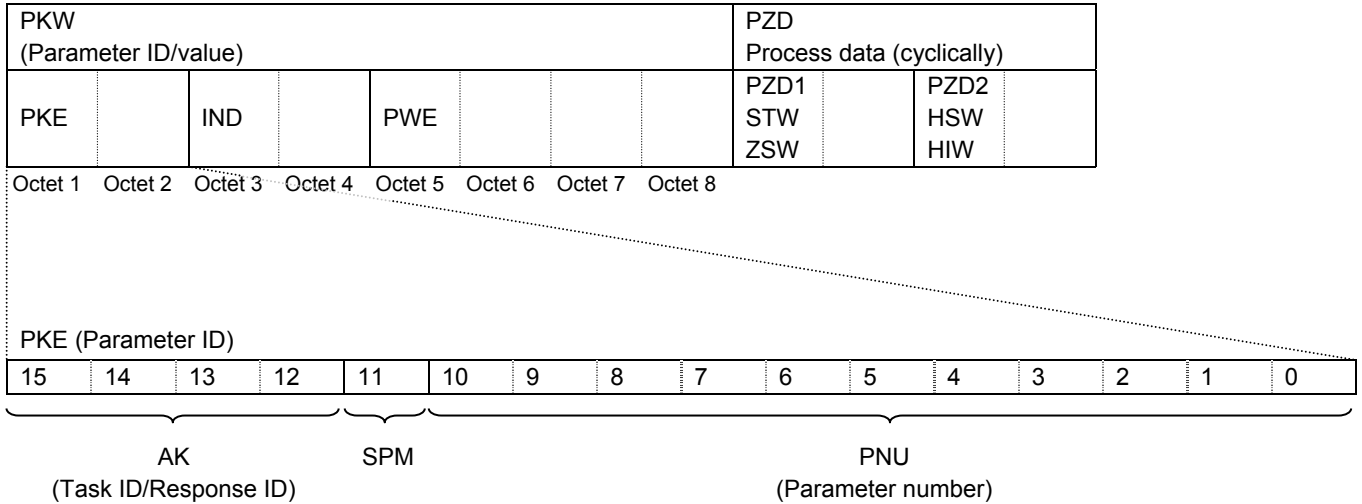 PKW PZD
(Parameter ID/value) Process data (cyclically)
PKE IND PWE PZD1 PZD2
STW HSW
ZSW HIW
Octet 1 Octet 2 Octet 3 Octet 4 Octet 5 Octet 6 Octet 7 Octet 8
PKE (Parameter ID)
15 14 13 12 11 10 9 8 7 6 5 4 3 2 1 0
AK SPM PNU
(Task ID/Response ID) (Parameter number)